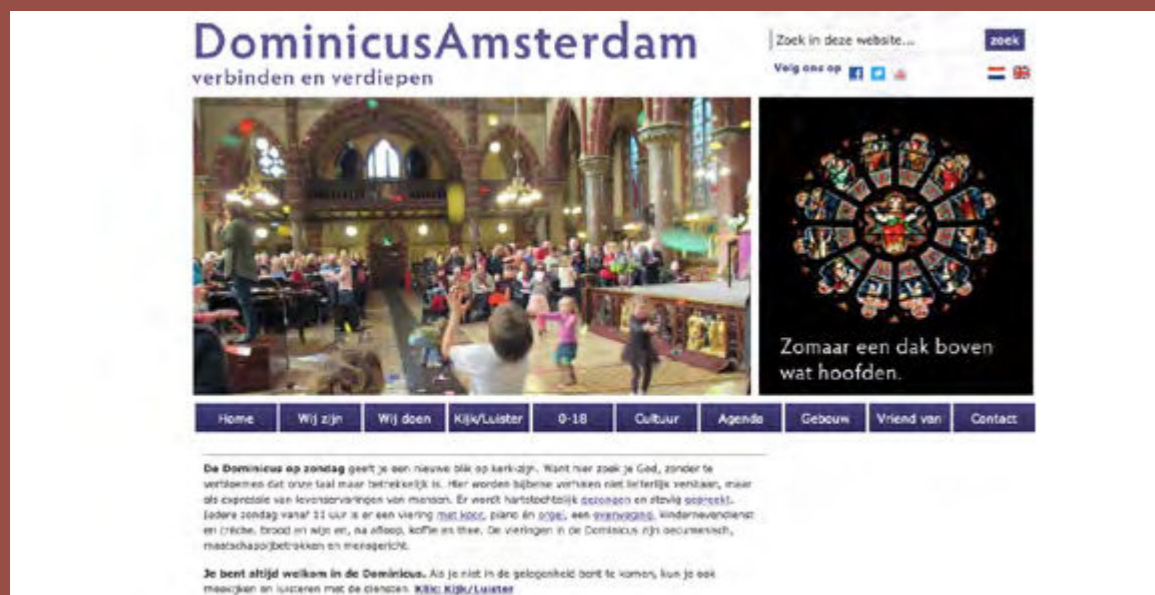 DominicusAmsterdam
verbinden en verdiepen
Zoek in deze website...
zoek
Volg ons op
Zomaar een dak boven
wat hoofden.
Home Wij zijn Wij doen Kijk/Luister 0-18 Cultuur Agenda Gebouw Vriend van Contact
De Dominicus op zondag geeft je een nieuwe blik op kerk-zijn. Want hier zoek je God, zonder te
verbloemen dat onze taal maar betrekkelijk is. Hier worden bijbelse verhalen niet letterlijk verstaan, maar
als expressie van levenservaringen van mensen. Er wordt hartstochtelijk gezongen en stevig gepreekt.
Iedere zondag vanaf 11 uur is er een viering met koor, piano én orgel, een overweging, kindernevendienst
en crèche, brood en wijn en, na afloop, koffie en thee. De vieringen in de Dominicus zijn oecumenisch,
maatschappijbetrokken en mensgericht.
Je bent altijd welkom in de Dominicus. Als je niet in de gelegenheid bent te komen, kun je ook
meekijken en luisteren met de diensten. Klik: Kijk/Luister